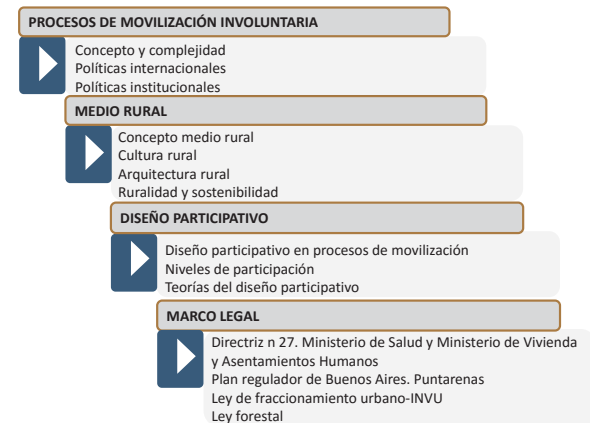 PROCESOS DE MOVILIZACIÓN INVOLUNTARIA
Concepto y complejidad
Políticas internacionales
Políticas institucionales
MEDIO RURAL
Concepto medio rural
Cultura rural
Arquitectura rural
Ruralidad y sostenibilidad
DISEÑO PARTICIPATIVO
Diseño participativo en procesos de movilización
Niveles de participación
Teorías del diseño participativo
MARCO LEGAL
Directriz n 27. Ministerio de Salud y Ministerio de Vivienda
y Asentamientos Humanos
Plan regulador de Buenos Aires. Puntarenas
Ley de fraccionamiento urbano-INVU
Ley forestal